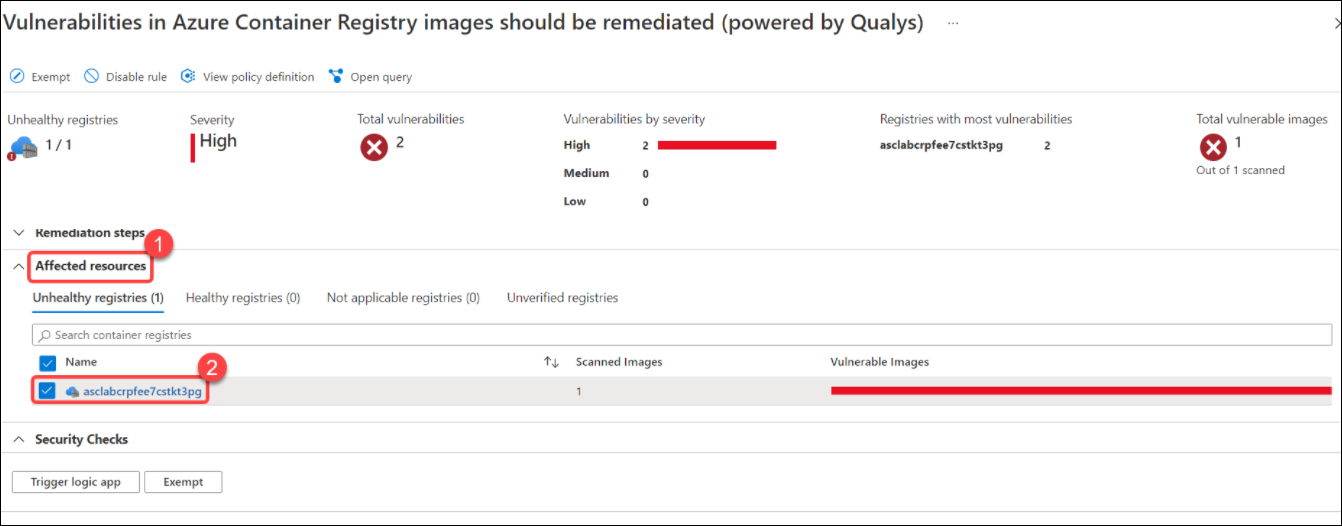 Vulnerabilities in Azure Container Registry images should be remediated (powered by Qualys) ...
Exempt Disable rule View policy definition Open query
Unhealthy registries Severity Total vulnerabilities Vulnerabilities by severity Registries with most vulnerabilities Total vulnerable images
1 / 1 High 2 High 2 asclabcrpfee7cstkt3pg 2 1
Medium 0 Out of 1 scanned
Low 0
Remediation steps
1
Affected resources
Unhealthy registries (1) Healthy registries (0) Not applicable registries (0) Unverified registries
Search container registries
Name Scanned Images Vulnerable Images
2
asclabcrpfee7cstkt3pg 1
Security Checks
Trigger logic app Exempt